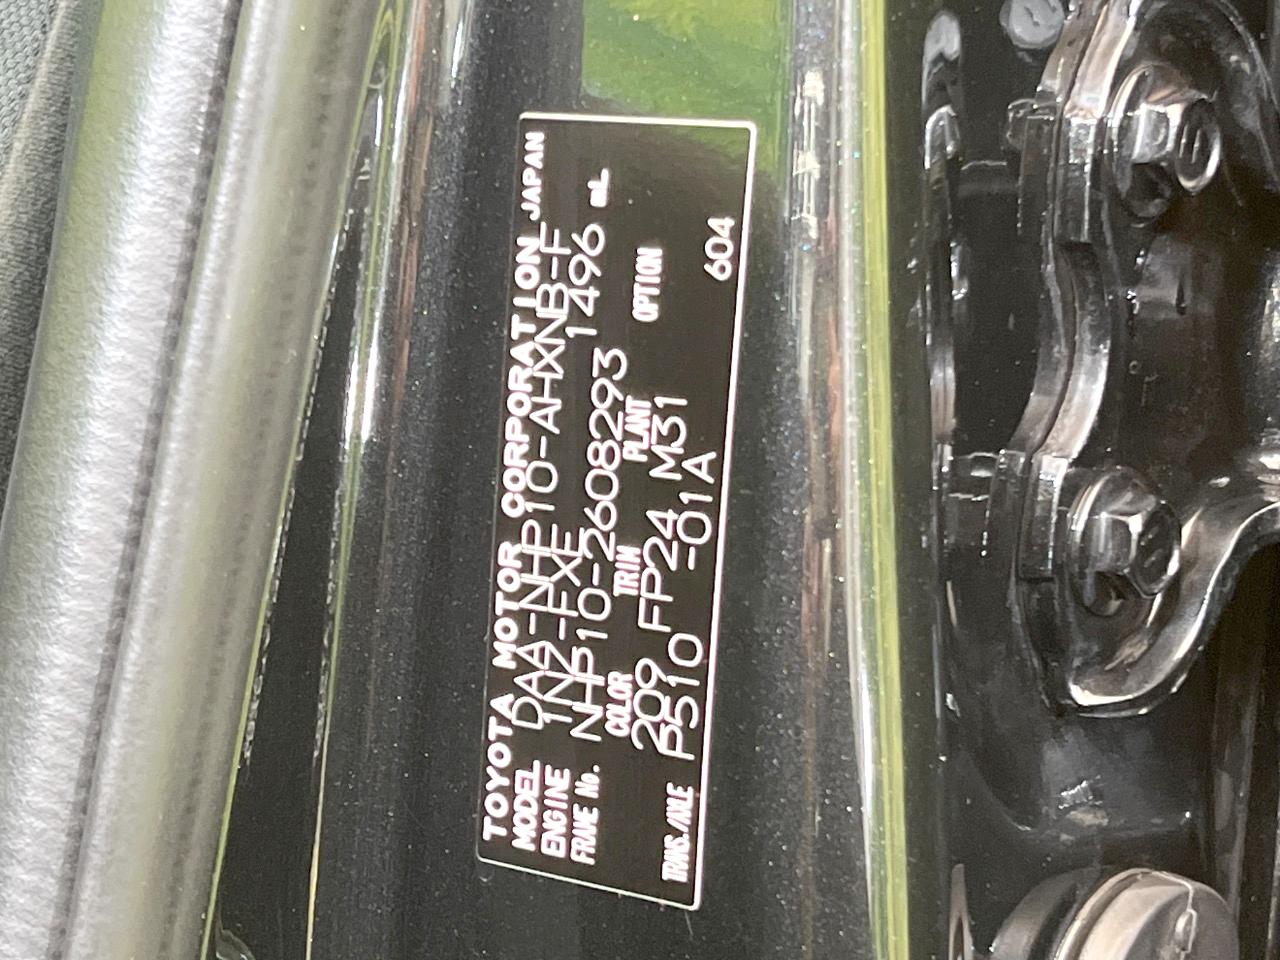 TOYOTA MOTOR CORPORATION JAPAN
MODEL DAA-NHP10-AHXNB-F
ENGINE 1NZ-FXE 1496 mL
FRAME No. NHP10-2608293
COLOR TRIM PLANT OPTION
209 FP24 M31
TRANS./AXLE P510 -01A
604